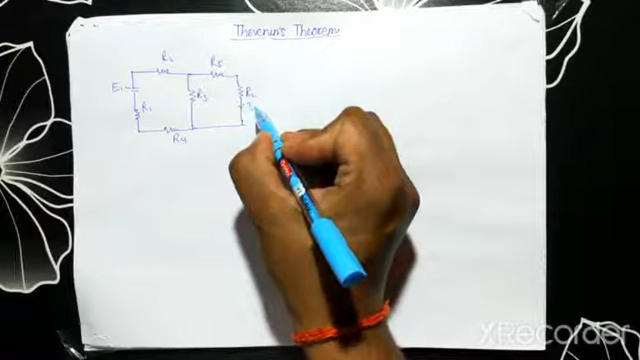 Thevenin's Theorem
R2 R5
E1 R3 RL
R1
R4
XRecorder